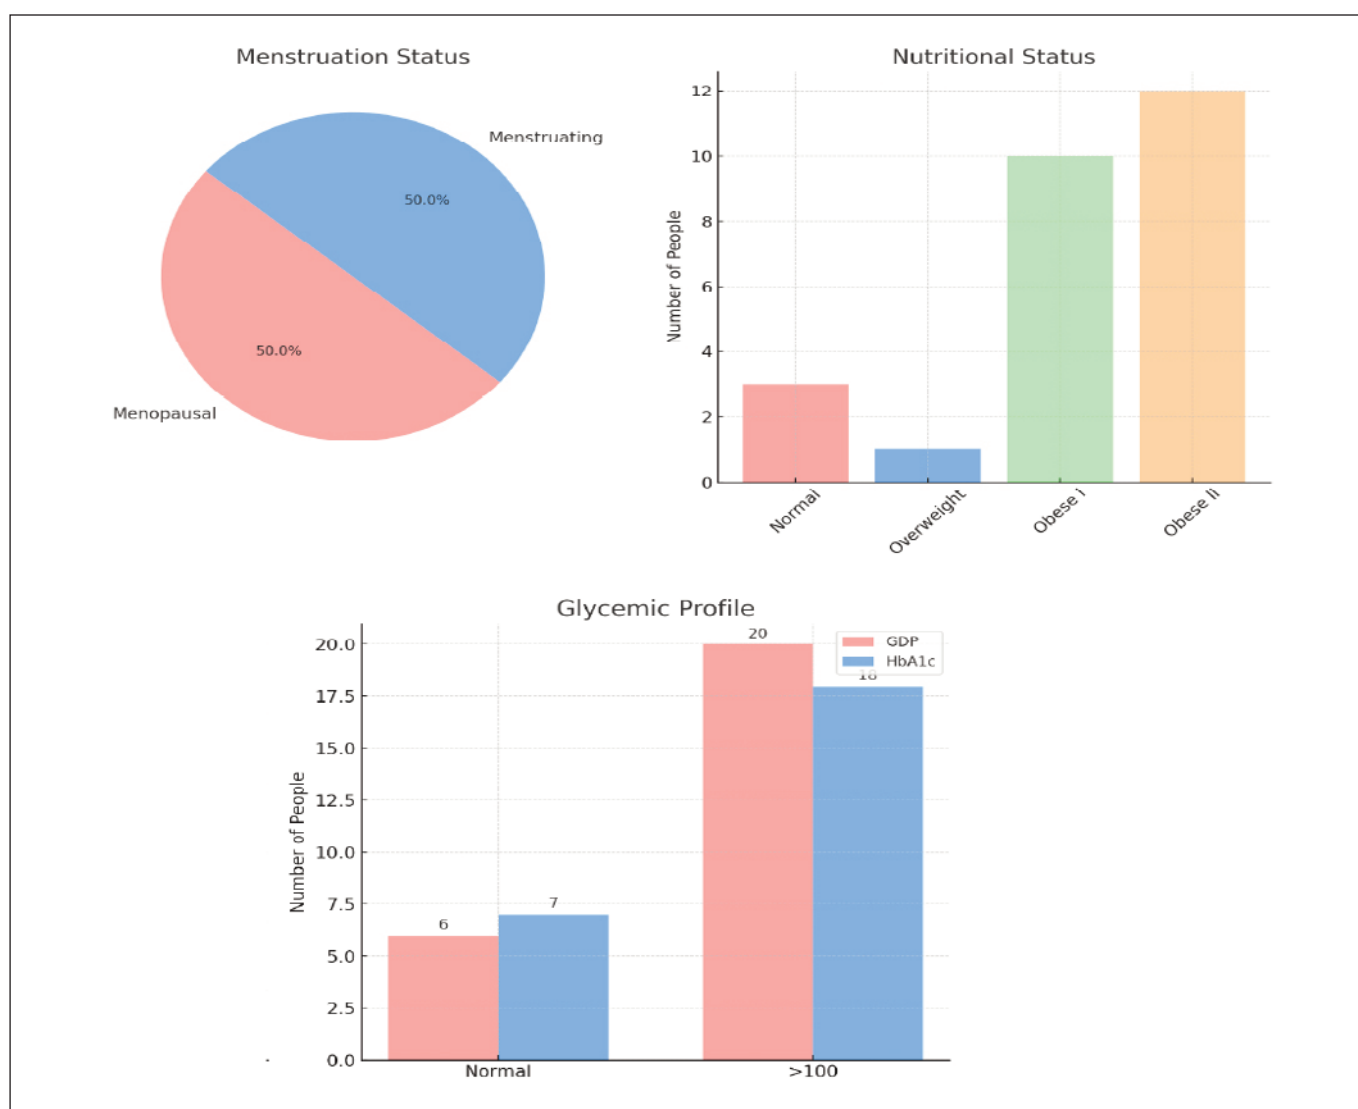 Menstruation Status
Menstruating
50.0%
50.0%
Menopausal
Nutritional Status
Number of People
12
10
8
6
4
2
0
Normal
Overweight
Obese I
Obese II
Glycemic Profile
Number of People
20.0
17.5
15.0
12.5
10.0
7.5
5.0
2.5
0.0
20
GDP
HbA1c
18
6
7
Normal
>100